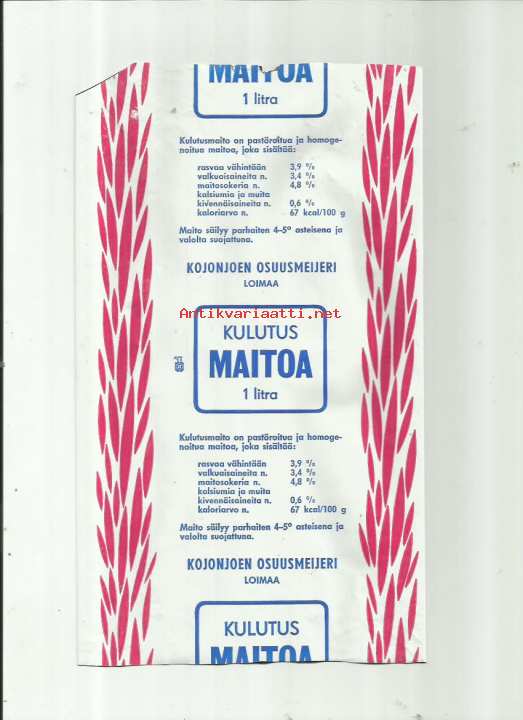 MAITOA
1 litra
Kulutusmaito on pastöroitua ja homoge-
noitua maitoa, joka sisältää:
rasvaa vähintään 3,9 %
valkuaisaineita n. 3,4 %
maitosokeria n. 4,8 %
kalsiumia ja muita
kivennäisaineita n. 0,6 %
kaloriarvo n. 67 kcal/100 g
Maito säilyy parhaiten 4-5° asteisena ja
valolta suojattuna.
KOJONJOEN OSUUSMEIJERI
LOIMAA
Antikvariaatti.net
KULUTUS
MAITOA
1 litra
Kulutusmaito on pastöroitua ja homoge-
noitua maitoa, joka sisältää:
rasvaa vähintään 3,9 %
valkuaisaineita n. 3,4 %
maitosokeria n. 4,8 %
kalsiumia ja muita
kivennäisaineita n. 0,6 %
kaloriarvo n. 67 kcal/100 g
Maito säilyy parhaiten 4-5° asteisena ja
valolta suojattuna.
KOJONJOEN OSUUSMEIJERI
LOIMAA
KULUTUS
MAITOA